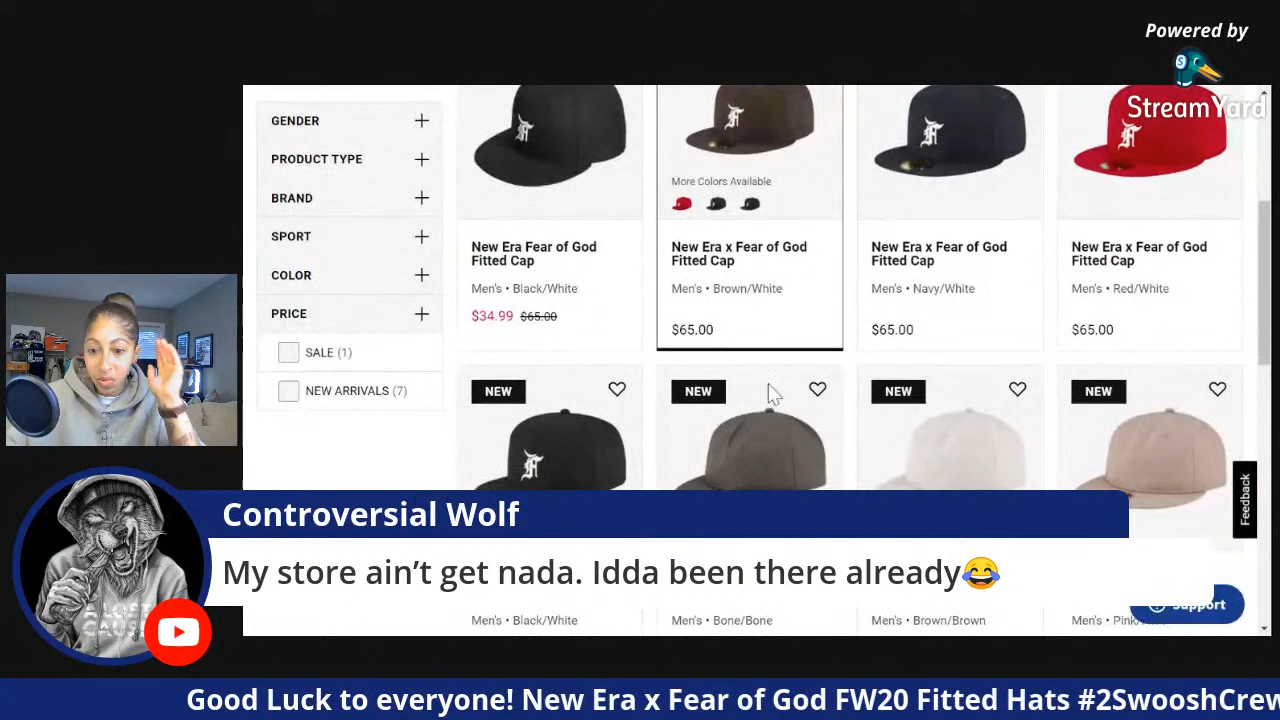 Powered by
StreamYard
GENDER +
PRODUCT TYPE +
BRAND +
SPORT +
COLOR +
PRICE +
SALE (1)
NEW ARRIVALS (7)
More Colors Available
New Era Fear of God
Fitted Cap
Men's • Black/White
$34.99 $65.00
New Era x Fear of God
Fitted Cap
Men's • Brown/White
$65.00
New Era x Fear of God
Fitted Cap
Men's • Navy/White
$65.00
New Era x Fear of God
Fitted Cap
Men's • Red/White
$65.00
NEW
NEW
NEW
NEW
Feedback
Controversial Wolf
My store ain’t get nada. Idda been there already😂
A LOST
CAUSE
Support
Men's • Black/White
Men's • Bone/Bone
Men's • Brown/Brown
Men's • Pink/
Good Luck to everyone! New Era x Fear of God FW20 Fitted Hats #2SwooshCrew